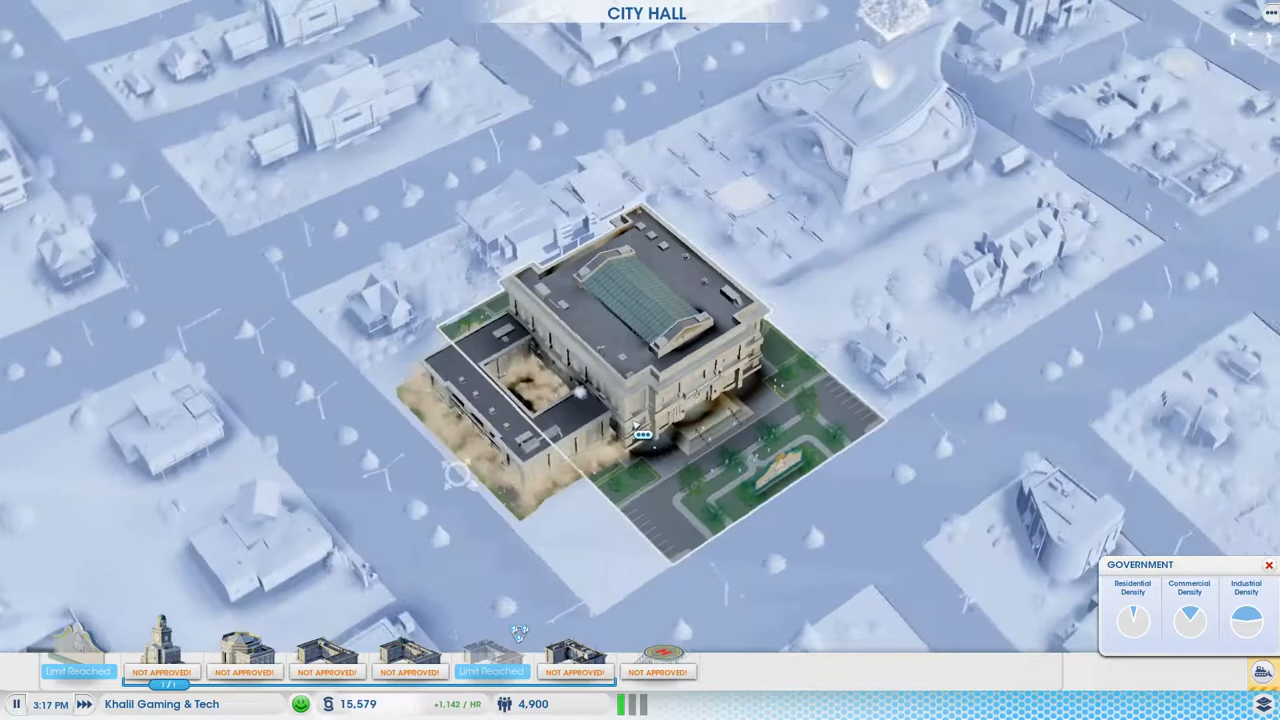 CITY HALL
GOVERNMENT
Residential Density
Commercial Density
Industrial Density
Limit Reached
NOT APPROVED!
NOT APPROVED!
NOT APPROVED!
NOT APPROVED!
Limit Reached
NOT APPROVED!
NOT APPROVED!
1 / 1
3:17 PM
Khalil Gaming & Tech
15,579
+1,142 / HR
4,900